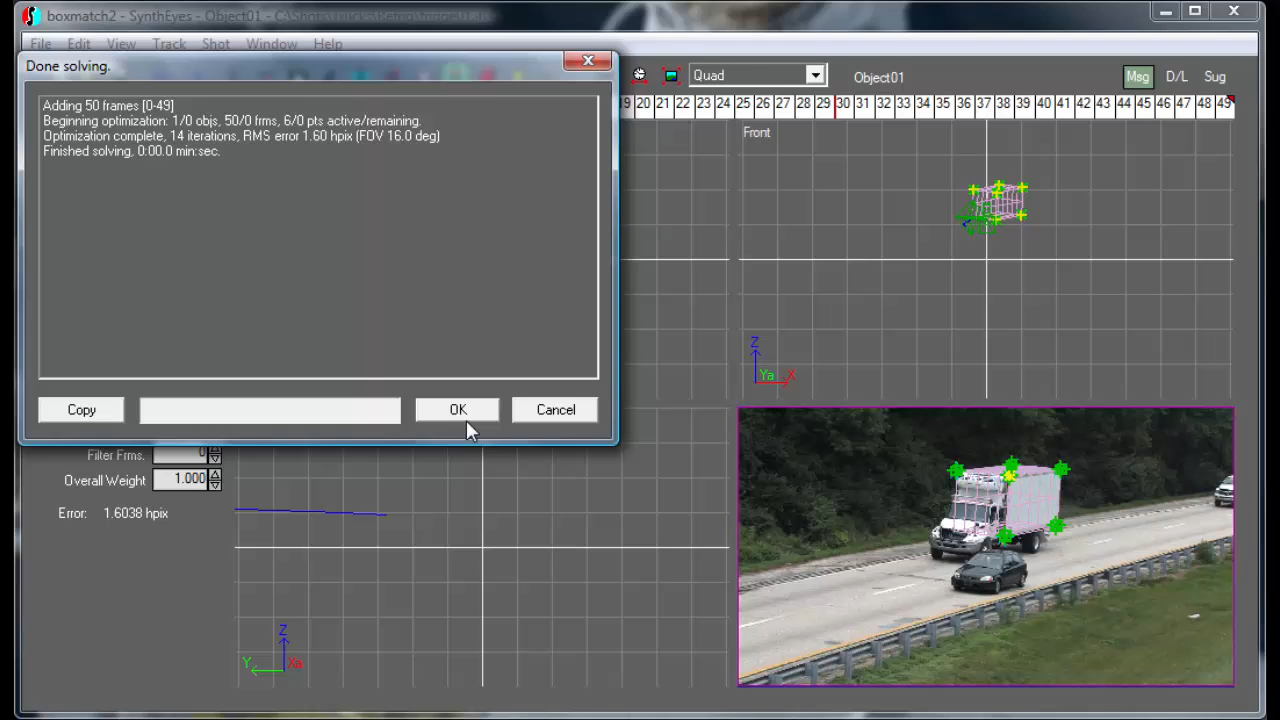 boxmatch2 - SynthEyes - Object01 - C:\Shots\
File Edit View Track Shot Window Help
Done solving.
Adding 50 frames [0-49]
Beginning optimization: 1/0 objs, 50/0 frms, 6/0 pts active/remaining.
Optimization complete, 14 iterations, RMS error 1.60 hpix (FOV 16.0 deg)
Finished solving, 0:00.0 min:sec.
Copy OK Cancel
Quad Object01 Msg D/L Sug
19 20 21 22 23 24 25 26 27 28 29 30 31 32 33 34 35 36 37 38 39 40 41 42 43 44 45 46 47 48 49
Front
Z
Ya X
Filter Frms. 0
Overall Weight 1.000
Error: 1.6038 hpix
Z
Y Xa